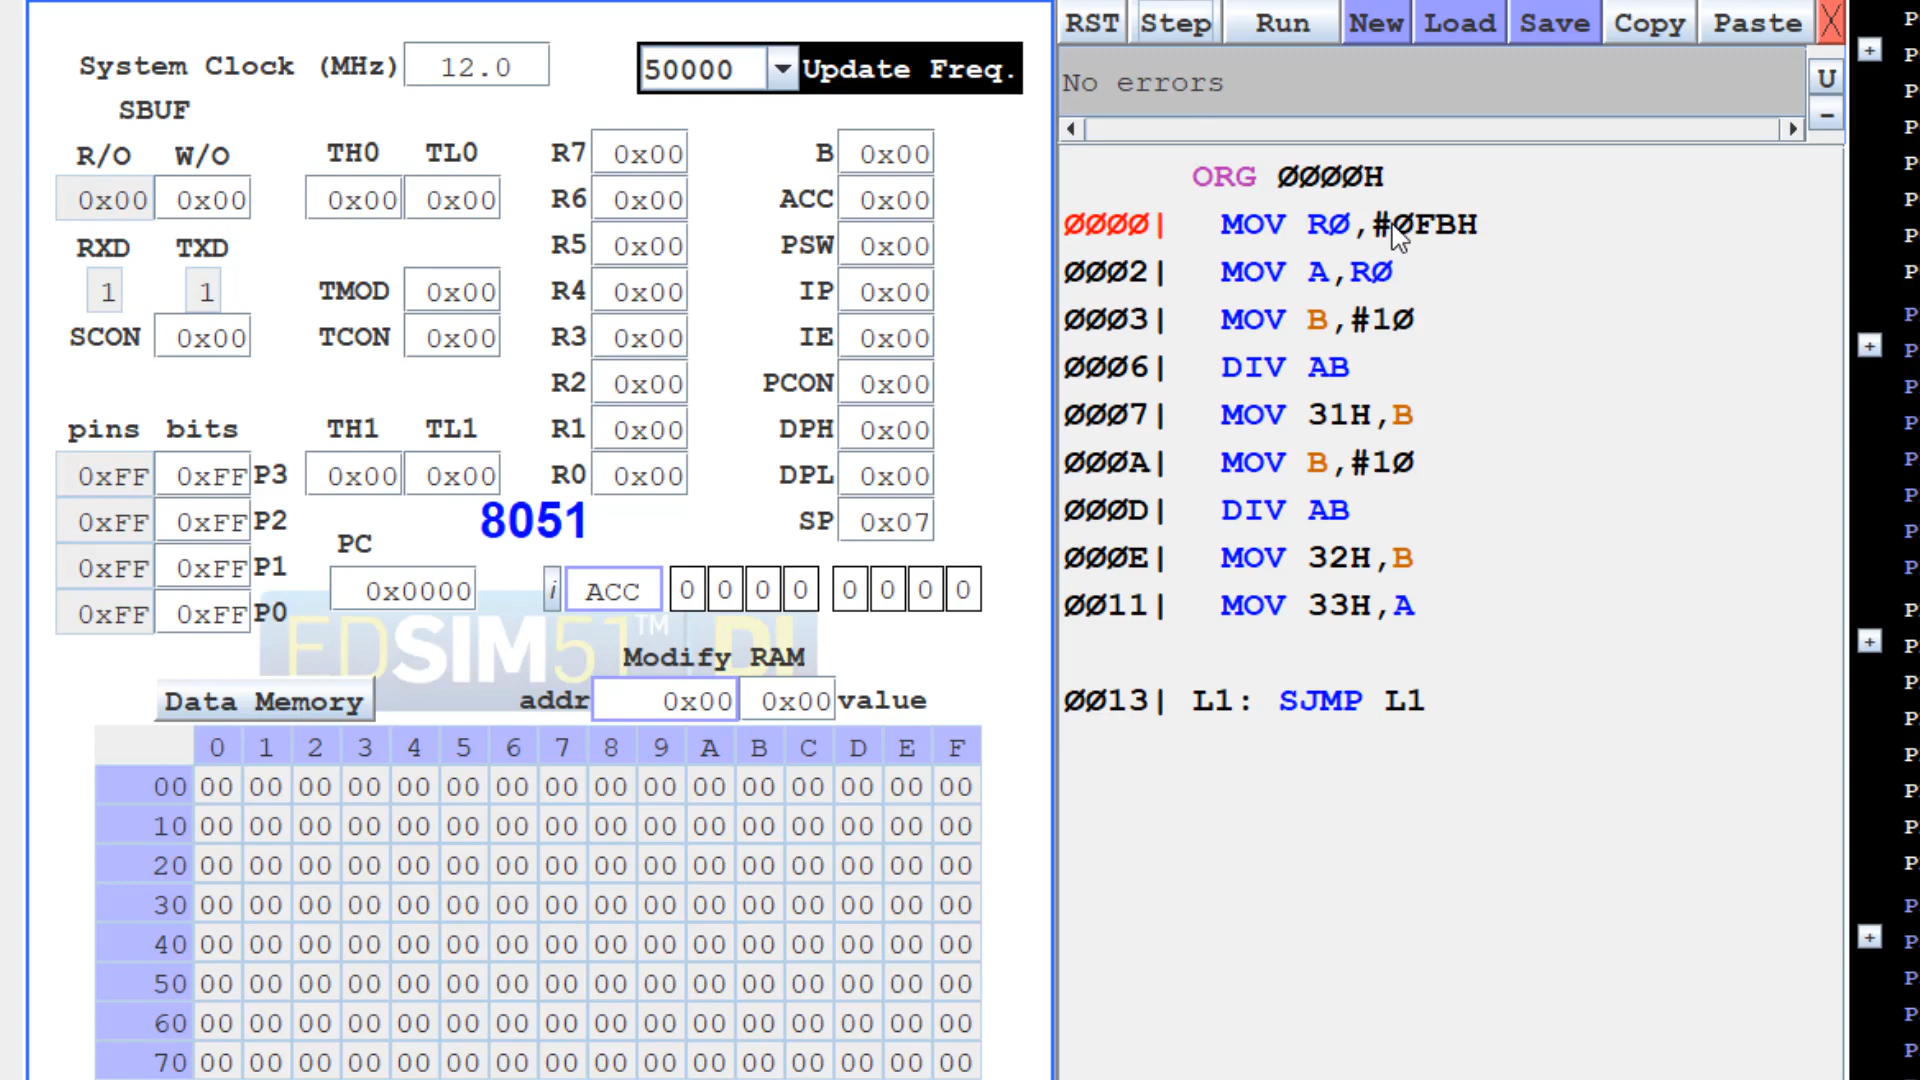 RST Step Run New Load Save Copy Paste X
System Clock (MHz) 12.0 50000 Update Freq.
No errors
U
-
SBUF
R/O W/O TH0 TL0 R7 0x00 B 0x00
0x00 0x00 0x00 0x00 R6 0x00 ACC 0x00
RXD TXD R5 0x00 PSW 0x00
1 1 TMOD 0x00 R4 0x00 IP 0x00
SCON 0x00 TCON 0x00 R3 0x00 IE 0x00
R2 0x00 PCON 0x00
pins bits TH1 TL1 R1 0x00 DPH 0x00
0xFF 0xFF P3 0x00 0x00 R0 0x00 DPL 0x00
0xFF 0xFF P2 8051 SP 0x07
PC
0xFF 0xFF P1 0x0000 i ACC 0 0 0 0 0 0 0 0
0xFF 0xFF P0
EDSIM51™ DI
Modify RAM
Data Memory addr 0x00 0x00 value
0 1 2 3 4 5 6 7 8 9 A B C D E F
00 00 00 00 00 00 00 00 00 00 00 00 00 00 00 00 00
10 00 00 00 00 00 00 00 00 00 00 00 00 00 00 00 00
20 00 00 00 00 00 00 00 00 00 00 00 00 00 00 00 00
30 00 00 00 00 00 00 00 00 00 00 00 00 00 00 00 00
40 00 00 00 00 00 00 00 00 00 00 00 00 00 00 00 00
50 00 00 00 00 00 00 00 00 00 00 00 00 00 00 00 00
60 00 00 00 00 00 00 00 00 00 00 00 00 00 00 00 00
70 00 00 00 00 00 00 00 00 00 00 00 00 00 00 00 00
ORG 0000H
0000| MOV R0,#0FBH
0002| MOV A,R0
0003| MOV B,#10
0006| DIV AB
0007| MOV 31H,B
000A| MOV B,#10
000D| DIV AB
000E| MOV 32H,B
0011| MOV 33H,A
0013| L1: SJMP L1